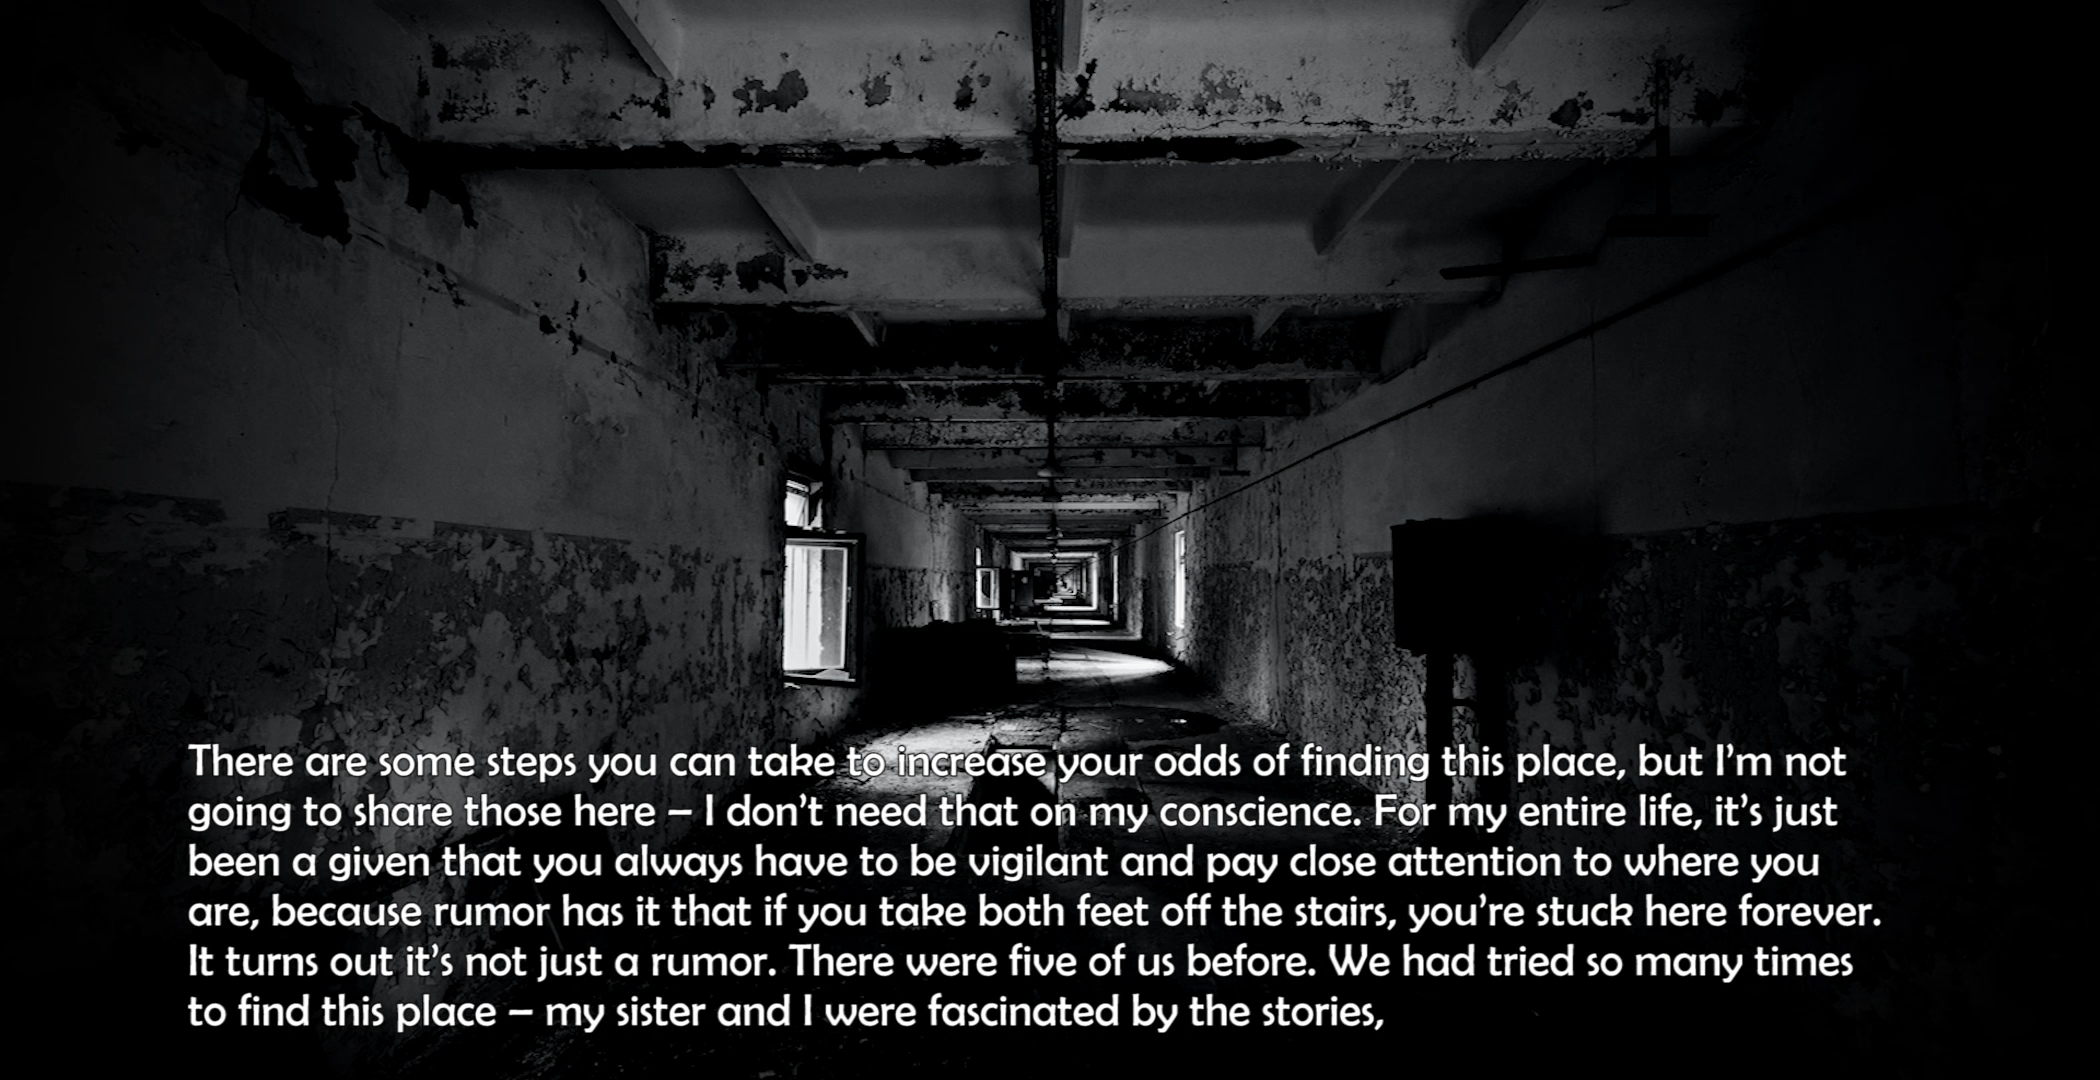 There are some steps you can take to increase your odds of finding this place, but I’m not
going to share those here – I don’t need that on my conscience. For my entire life, it’s just
been a given that you always have to be vigilant and pay close attention to where you
are, because rumor has it that if you take both feet off the stairs, you’re stuck here forever.
It turns out it’s not just a rumor. There were five of us before. We had tried so many times
to find this place – my sister and I were fascinated by the stories,